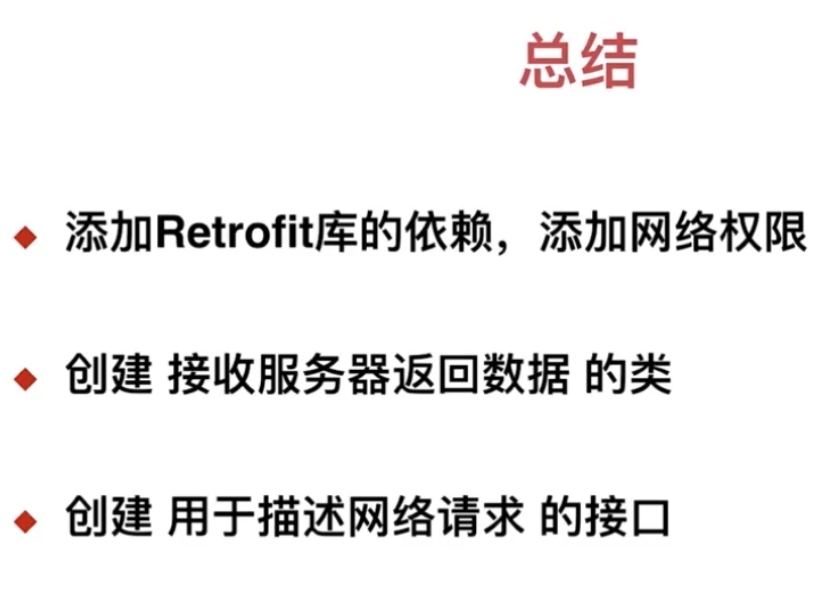 总结
添加Retrofit库的依赖，添加网络权限
创建 接收服务器返回数据 的类
创建 用于描述网络请求 的接口